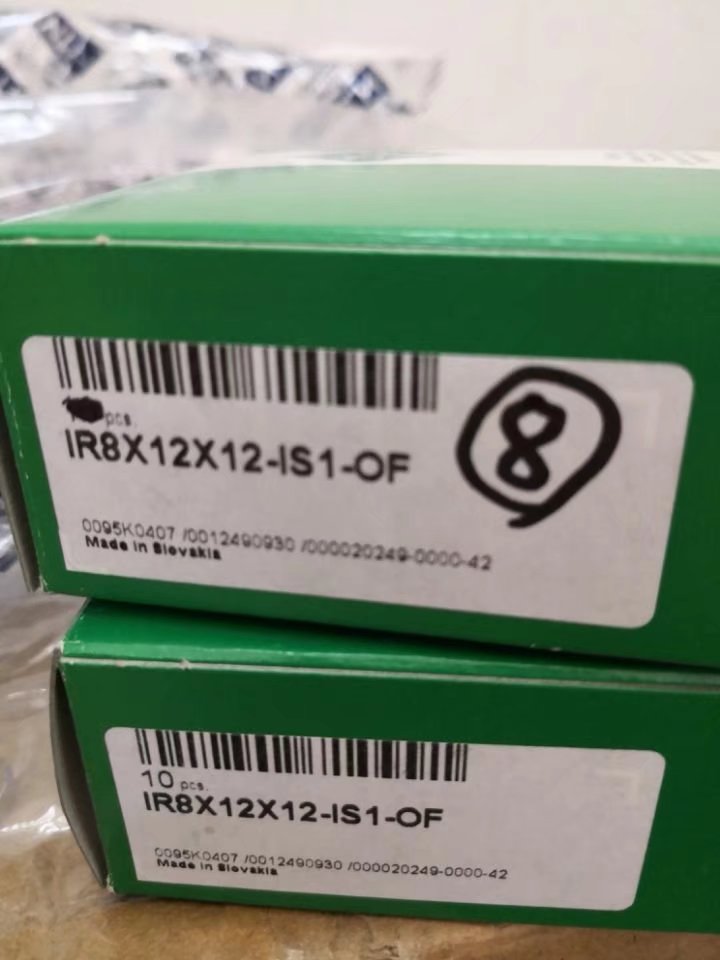 pcs.
IR8X12X12-IS1-OF
8
0095K0407 /0012490930 /000020249-0000-42
Made in Slovakia
10 pcs.
IR8X12X12-IS1-OF
0095K0407 /0012490930 /000020249-0000-42
Made in Slovakia